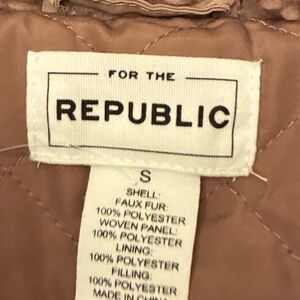 FOR THE
REPUBLIC
S
SHELL:
FAUX FUR:
100% POLYESTER
WOVEN PANEL:
100% POLYESTER
LINING:
100% POLYESTER
FILLING:
100% POLYESTER
MADE IN CHINA